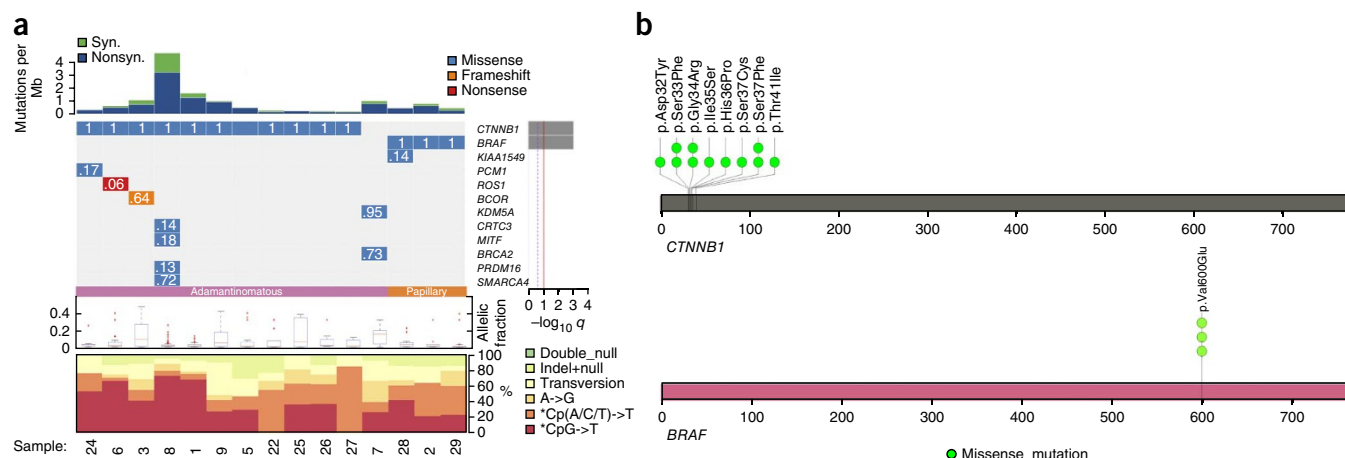 a
Mutations per
Mb
4
3
2
1
0
Syn.
Nonsyn.
Missense
Frameshift
Nonsense
1 1 1 1 1 1 1 1 1 1 CTNNB1
1 1 1 BRAF
.14 KIAA1549
.17 PCM1
.06 ROS1
.64 BCOR
.95 KDM5A
.14 CRTC3
.18 MITF
.73 BRCA2
.13 PRDM16
.72 SMARCA4
Adamantinomatous Papillary
0 1 2 3 4
–log10 q
0.4
0.2
0
Allelic
fraction
100
80
60
40
20
0
%
Double_null
Indel+null
Transversion
A->G
*Cp(A/C/T)->T
*CpG->T
Sample: 24 6 3 8 1 9 5 22 25 26 27 7 28 2 29
b
p.Asp32Tyr
p.Ser33Phe
p.Gly34Arg
p.Ile35Ser
p.His36Pro
p.Ser37Cys
p.Ser37Phe
p.Thr41Ile
0 100 200 300 400 500 600 700
CTNNB1
p.Val600Glu
0 100 200 300 400 500 600 700
BRAF
Missense_mutation